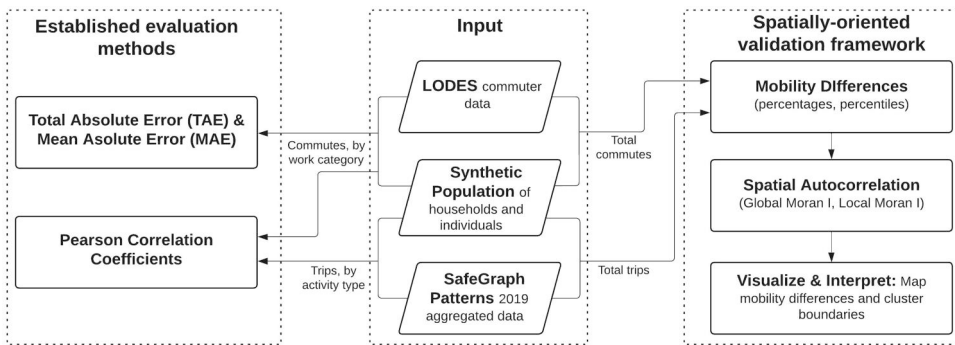 Established evaluation
methods
Total Absolute Error (TAE) &
Mean Asolute Error (MAE)
Pearson Correlation
Coefficients
Commutes, by
work category
Trips, by
activity type
Input
LODES commuter
data
Synthetic
Population of
households and
individuals
SafeGraph
Patterns 2019
aggregated data
Total
commutes
Total trips
Spatially-oriented
validation framework
Mobility DIfferences
(percentages, percentiles)
Spatial Autocorrelation
(Global Moran I, Local Moran I)
Visualize & Interpret: Map
mobility differences and cluster
boundaries